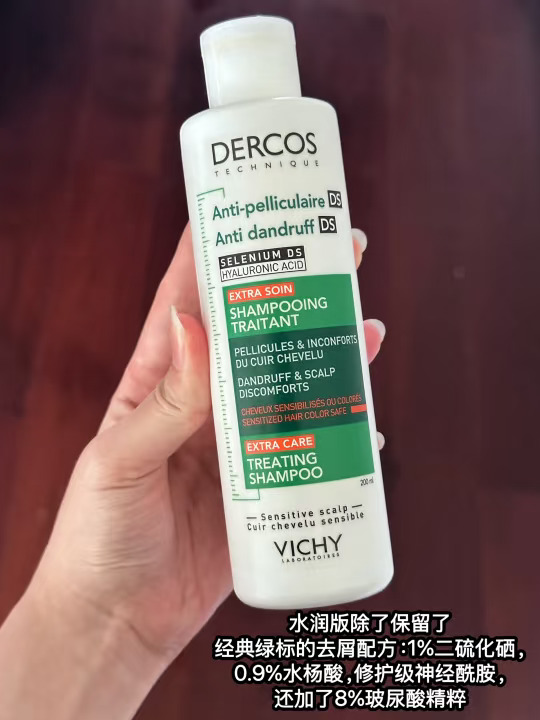 DERCOS
TECHNIQUE
Anti-pelliculaire DS
Anti dandruff DS
SELENIUM DS
HYALURONIC ACID
EXTRA SOIN
SHAMPOOING
TRAITANT
PELLICULES & INCONFORTS
DU CUIR CHEVELU
DANDRUFF & SCALP
DISCOMFORTS
CHEVEUX SENSIBILISÉS OU COLORÉS
SENSITIZED HAIR COLOR SAFE
EXTRA CARE
TREATING
SHAMPOO
200 ml
Sensitive scalp
Cuir chevelu sensible
VICHY
LABORATOIRES
水润版除了保留了
经典绿标的去屑配方:1%二硫化硒,
0.9%水杨酸,修护级神经酰胺,
还加了8%玻尿酸精粹